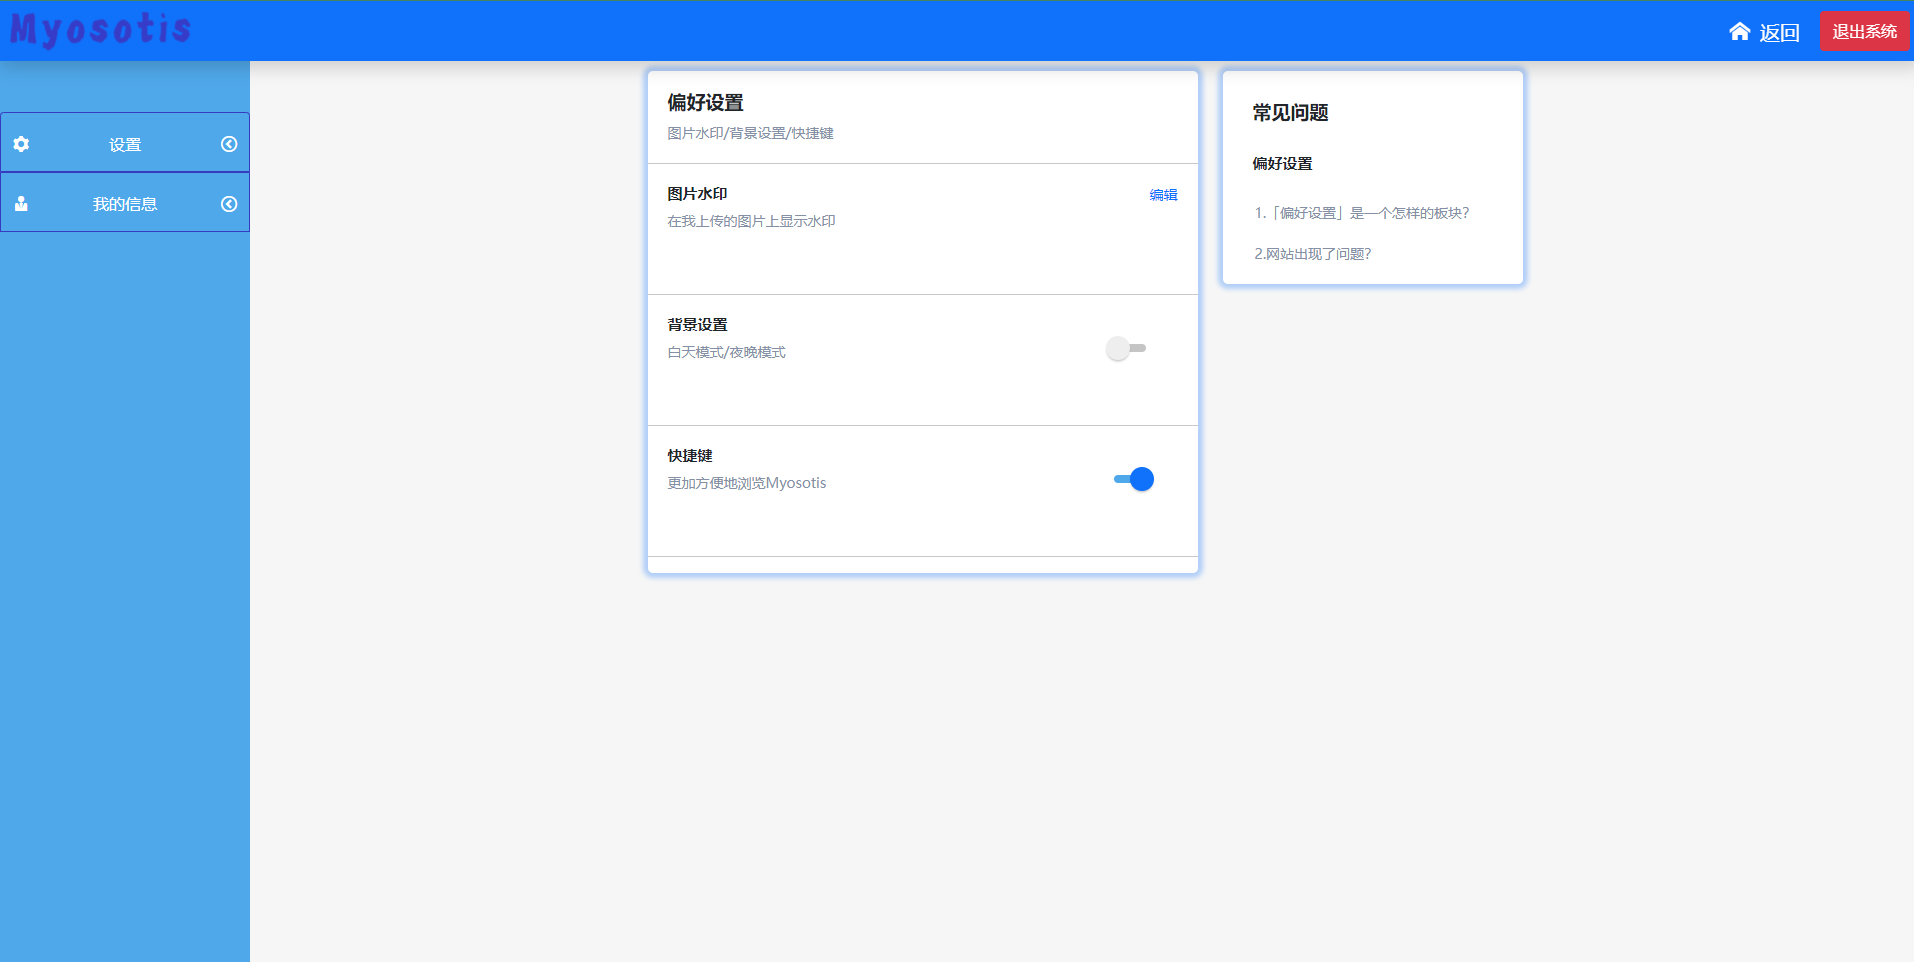 Myosotis
返回
退出系统
设置
我的信息
偏好设置
图片水印/背景设置/快捷键
图片水印
编辑
在我上传的图片上显示水印
背景设置
白天模式/夜晚模式
快捷键
更加方便地浏览Myosotis
常见问题
偏好设置
1.「偏好设置」是一个怎样的板块?
2.网站出现了问题?